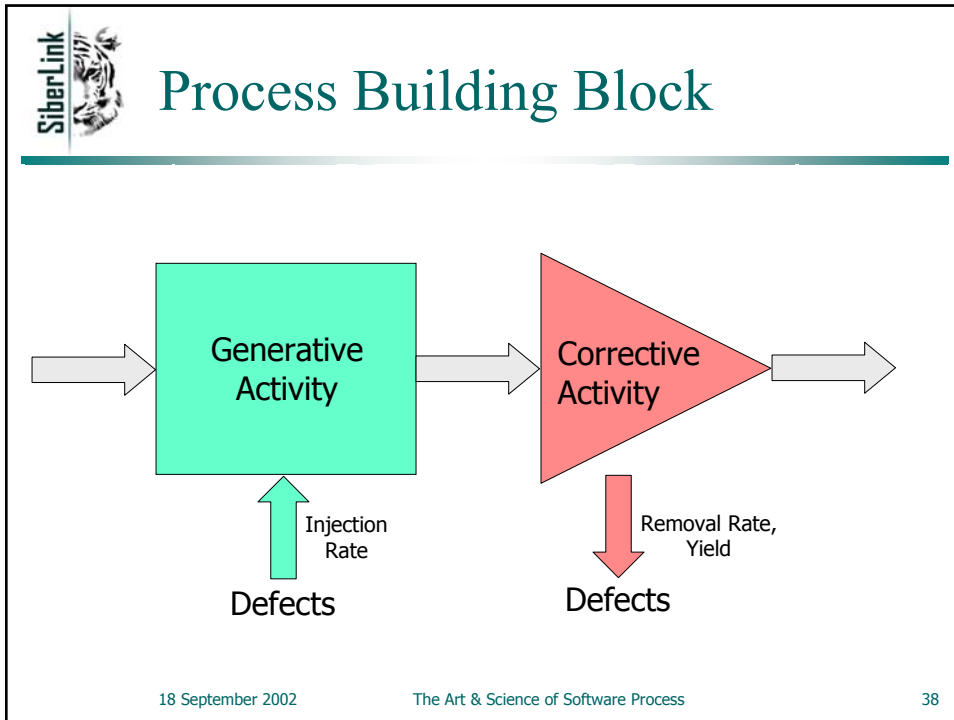 SiberLink
Process Building Block
Generative
Activity
Corrective
Activity
Injection
Rate
Removal Rate,
Yield
Defects
Defects
18 September 2002
The Art & Science of Software Process
38